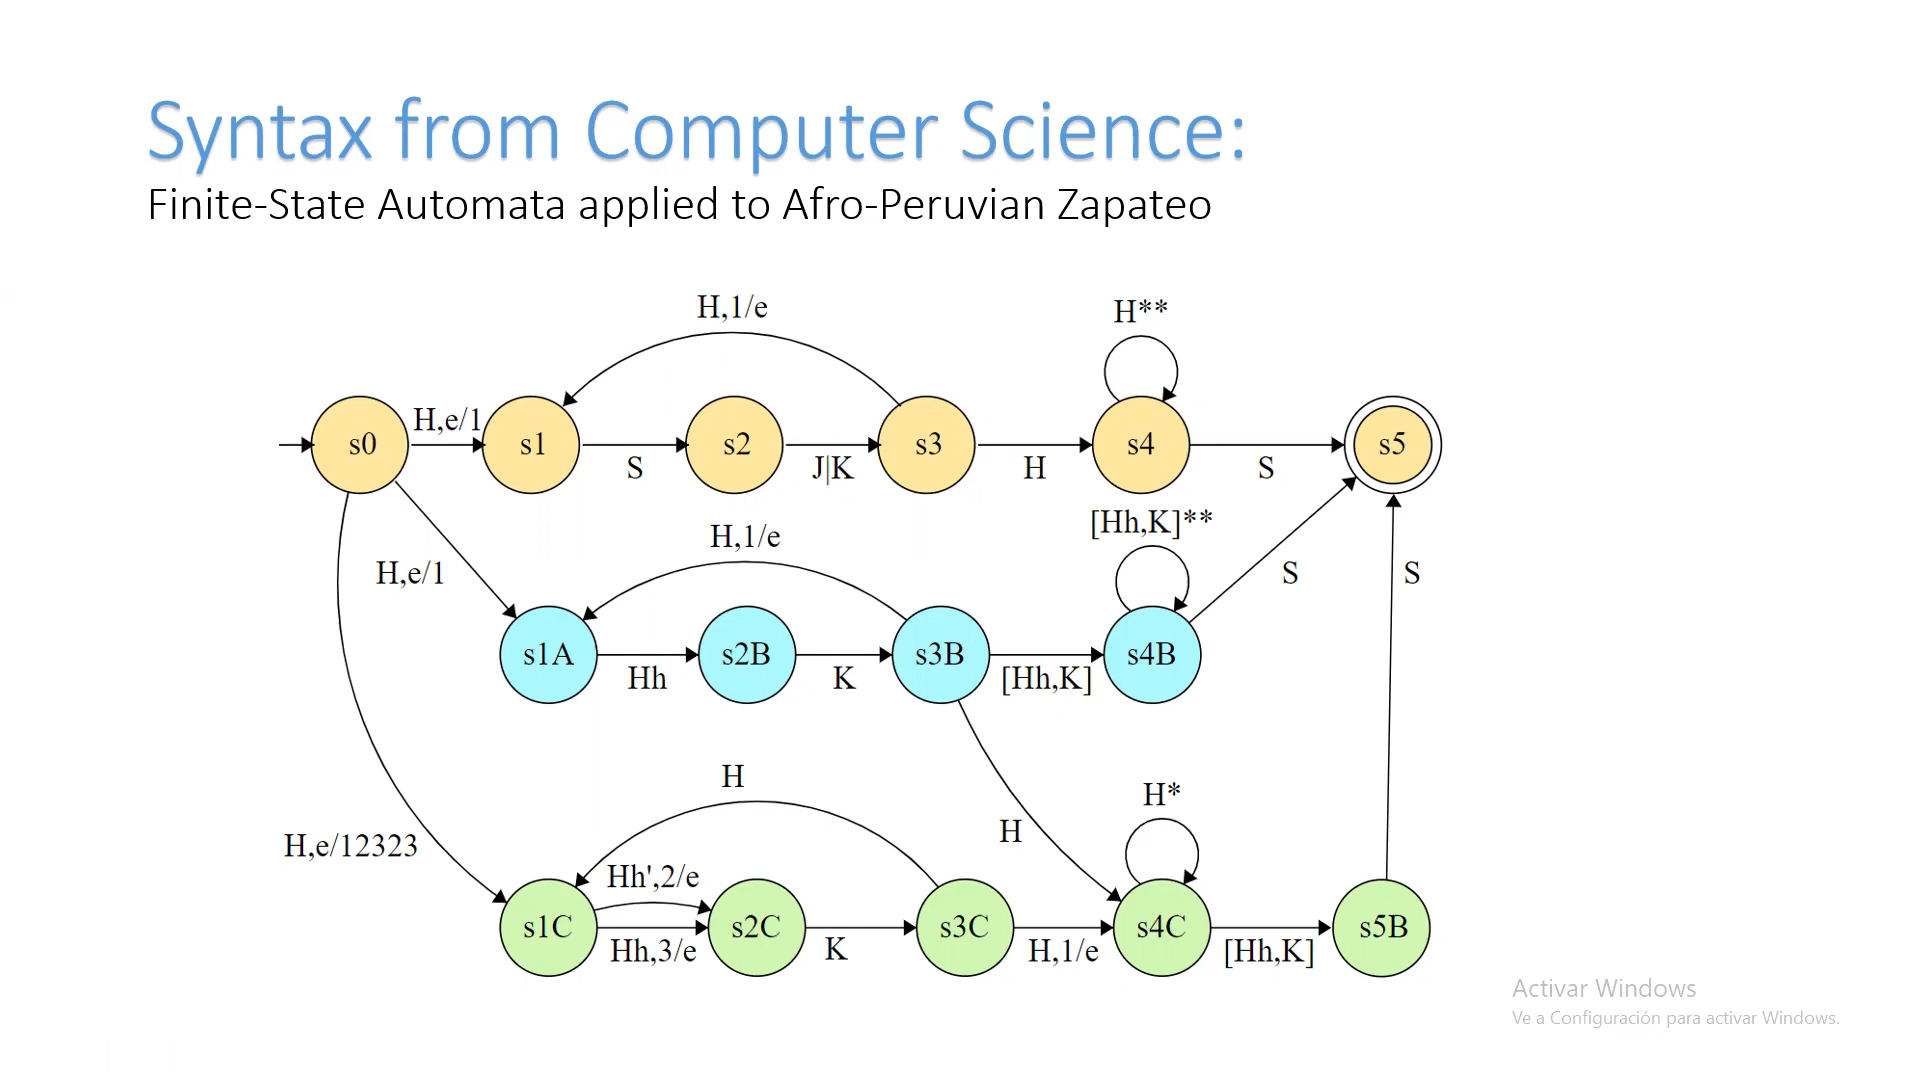 Syntax from Computer Science:
Finite-State Automata applied to Afro-Peruvian Zapateo
H,1/e
H**
H,e/1
s0
s1
S
s2
J|K
s3
H
s4
S
s5
[Hh,K]**
H,1/e
H,e/1
S
S
s1A
Hh
s2B
K
s3B
[Hh,K]
s4B
H
H*
H
H,e/12323
Hh',2/e
s1C
Hh,3/e
s2C
K
s3C
H,1/e
s4C
[Hh,K]
s5B
Activar Windows
Ve a Configuración para activar Windows.